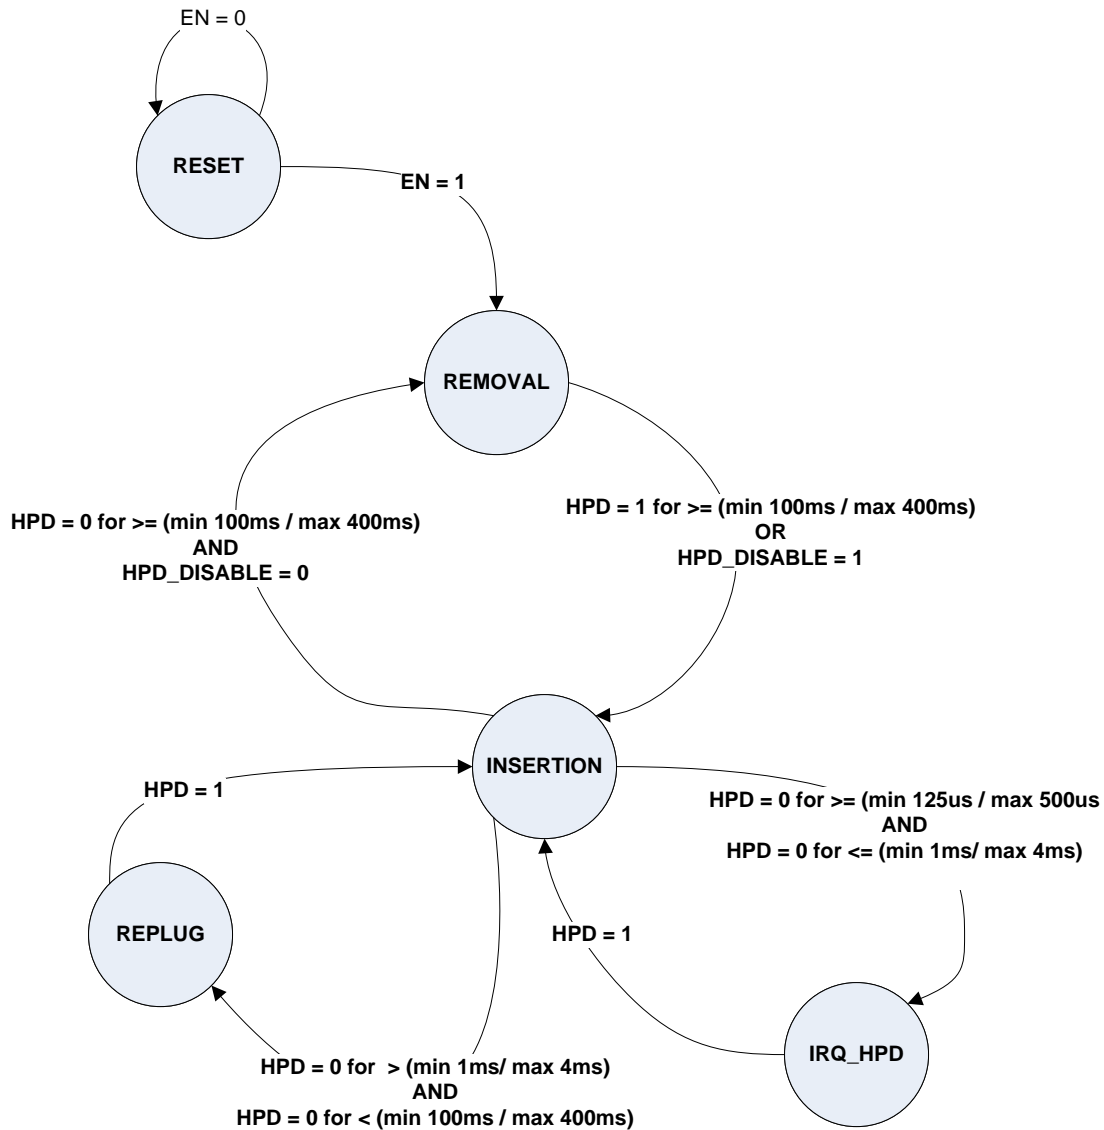 EN = 0
RESET
EN = 1
REMOVAL
HPD = 0 for >= (min 100ms / max 400ms)
AND
HPD_DISABLE = 0
HPD = 1 for >= (min 100ms / max 400ms)
OR
HPD_DISABLE = 1
INSERTION
HPD = 1
HPD = 0 for >= (min 125us / max 500us
AND
HPD = 0 for <= (min 1ms/ max 4ms)
REPLUG
HPD = 1
IRQ_HPD
HPD = 0 for  > (min 1ms/ max 4ms)
AND
HPD = 0 for < (min 100ms / max 400ms)